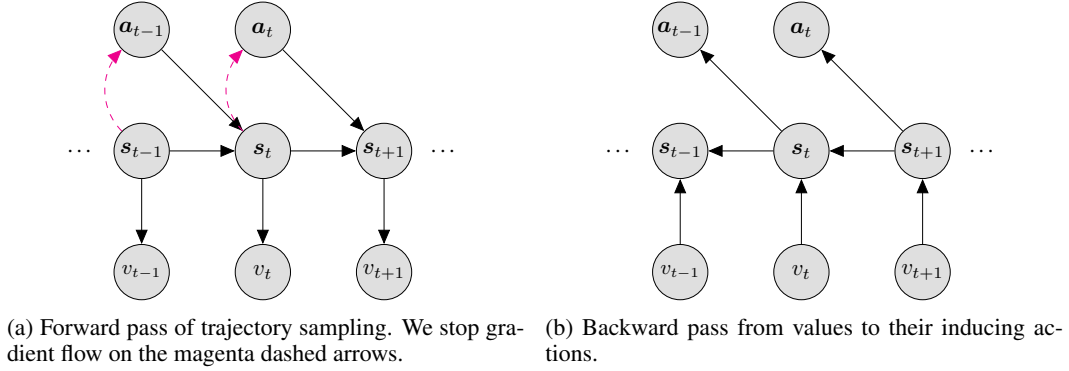 a_{t−1} a_t a_{t−1} a_t
··· s_{t−1} s_t s_{t+1} ··· ··· s_{t−1} s_t s_{t+1} ···
v_{t−1} v_t v_{t+1} v_{t−1} v_t v_{t+1}
(a) Forward pass of trajectory sampling. We stop gra-
dient flow on the magenta dashed arrows.
(b) Backward pass from values to their inducing ac-
tions.